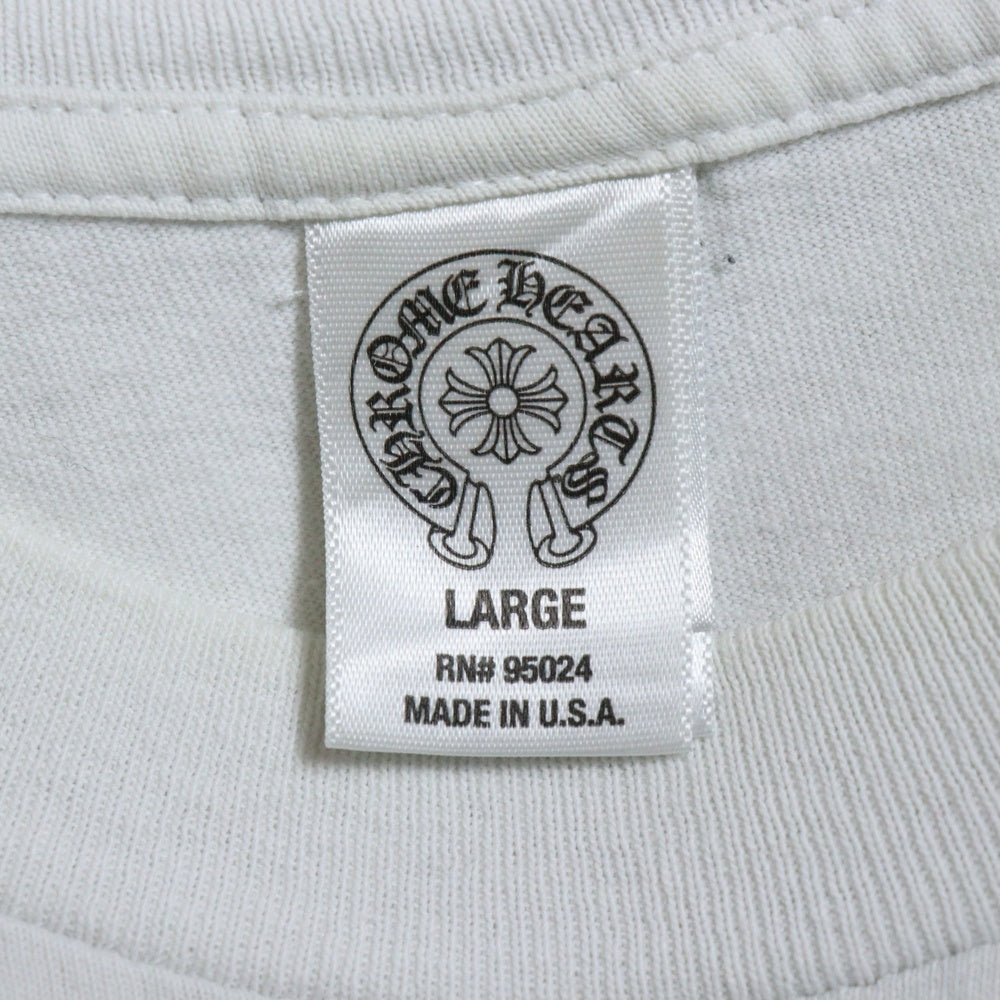 CHROME HEARTS
LARGE
RN# 95024
MADE IN U.S.A.